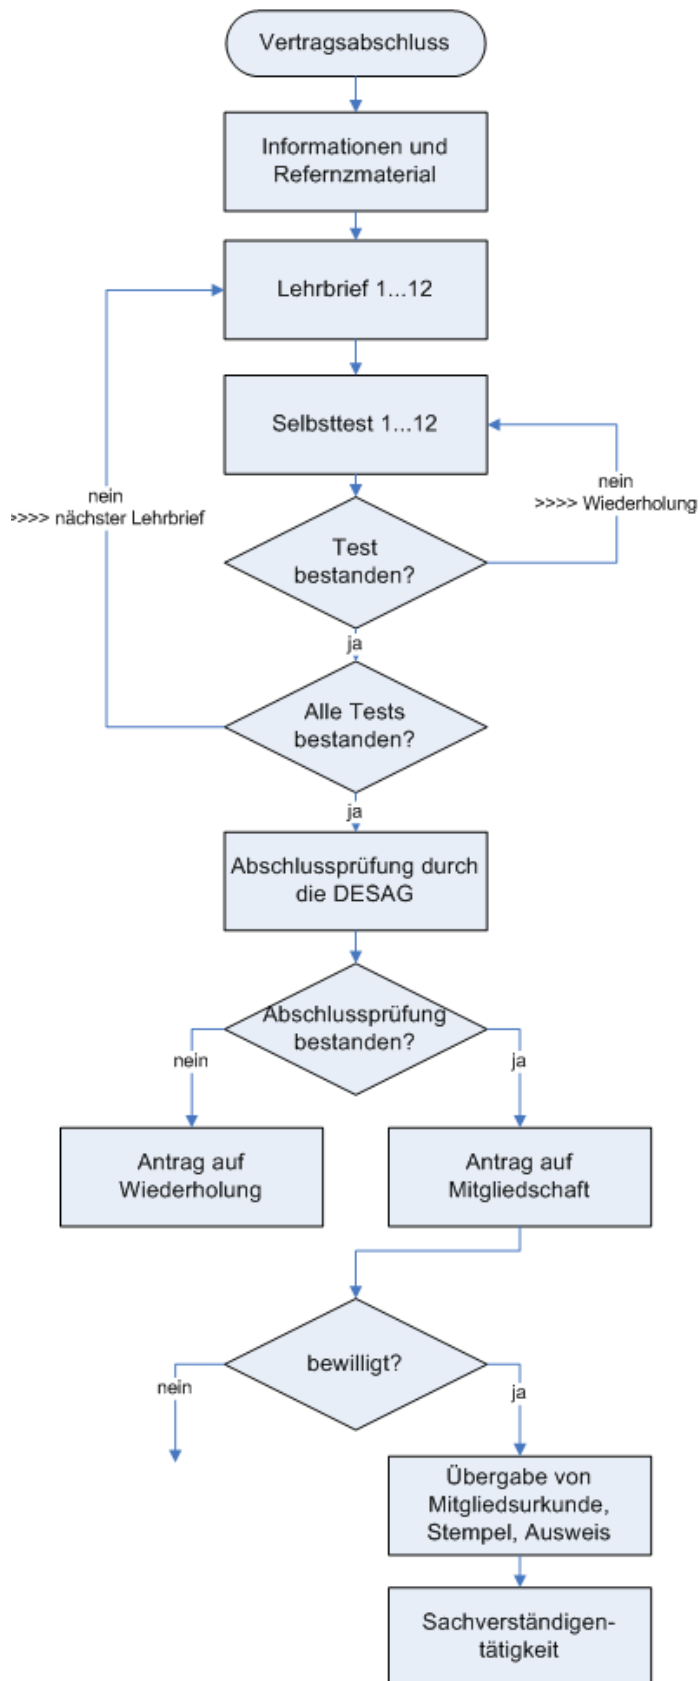 Vertragsabschluss
Informationen und
Refernzmaterial
Lehrbrief 1...12
Selbsttest 1...12
nein
>>>> nächster Lehrbrief
nein
>>>> Wiederholung
Test
bestanden?
ja
Alle Tests
bestanden?
ja
Abschlussprüfung durch
die DESAG
Abschlussprüfung
bestanden?
nein
ja
Antrag auf
Wiederholung
Antrag auf
Mitgliedschaft
bewilligt?
nein
ja
Übergabe von
Mitgliedsurkunde,
Stempel, Ausweis
Sachverständigen-
tätigkeit